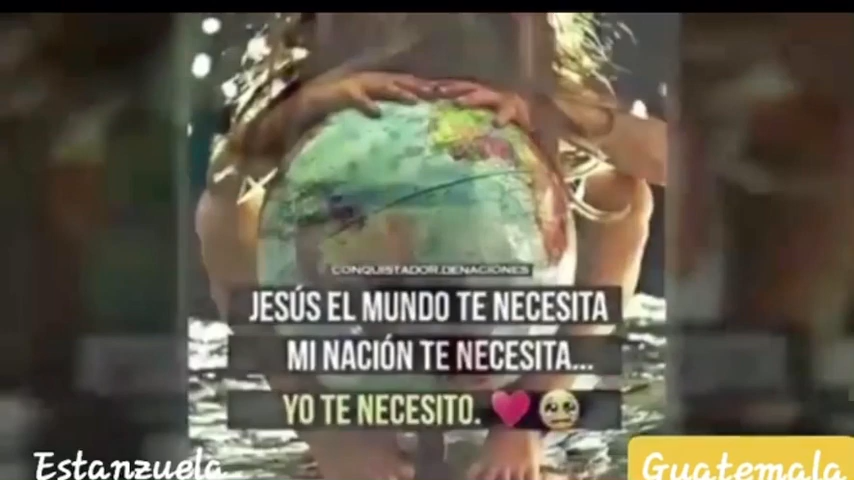 CONQUISTADOR.DENACIONES
JESÚS EL MUNDO TE NECESITA
MI NACIÓN TE NECESITA...
YO TE NECESITO. ❤️🥺
Estanzuela
Guatemala